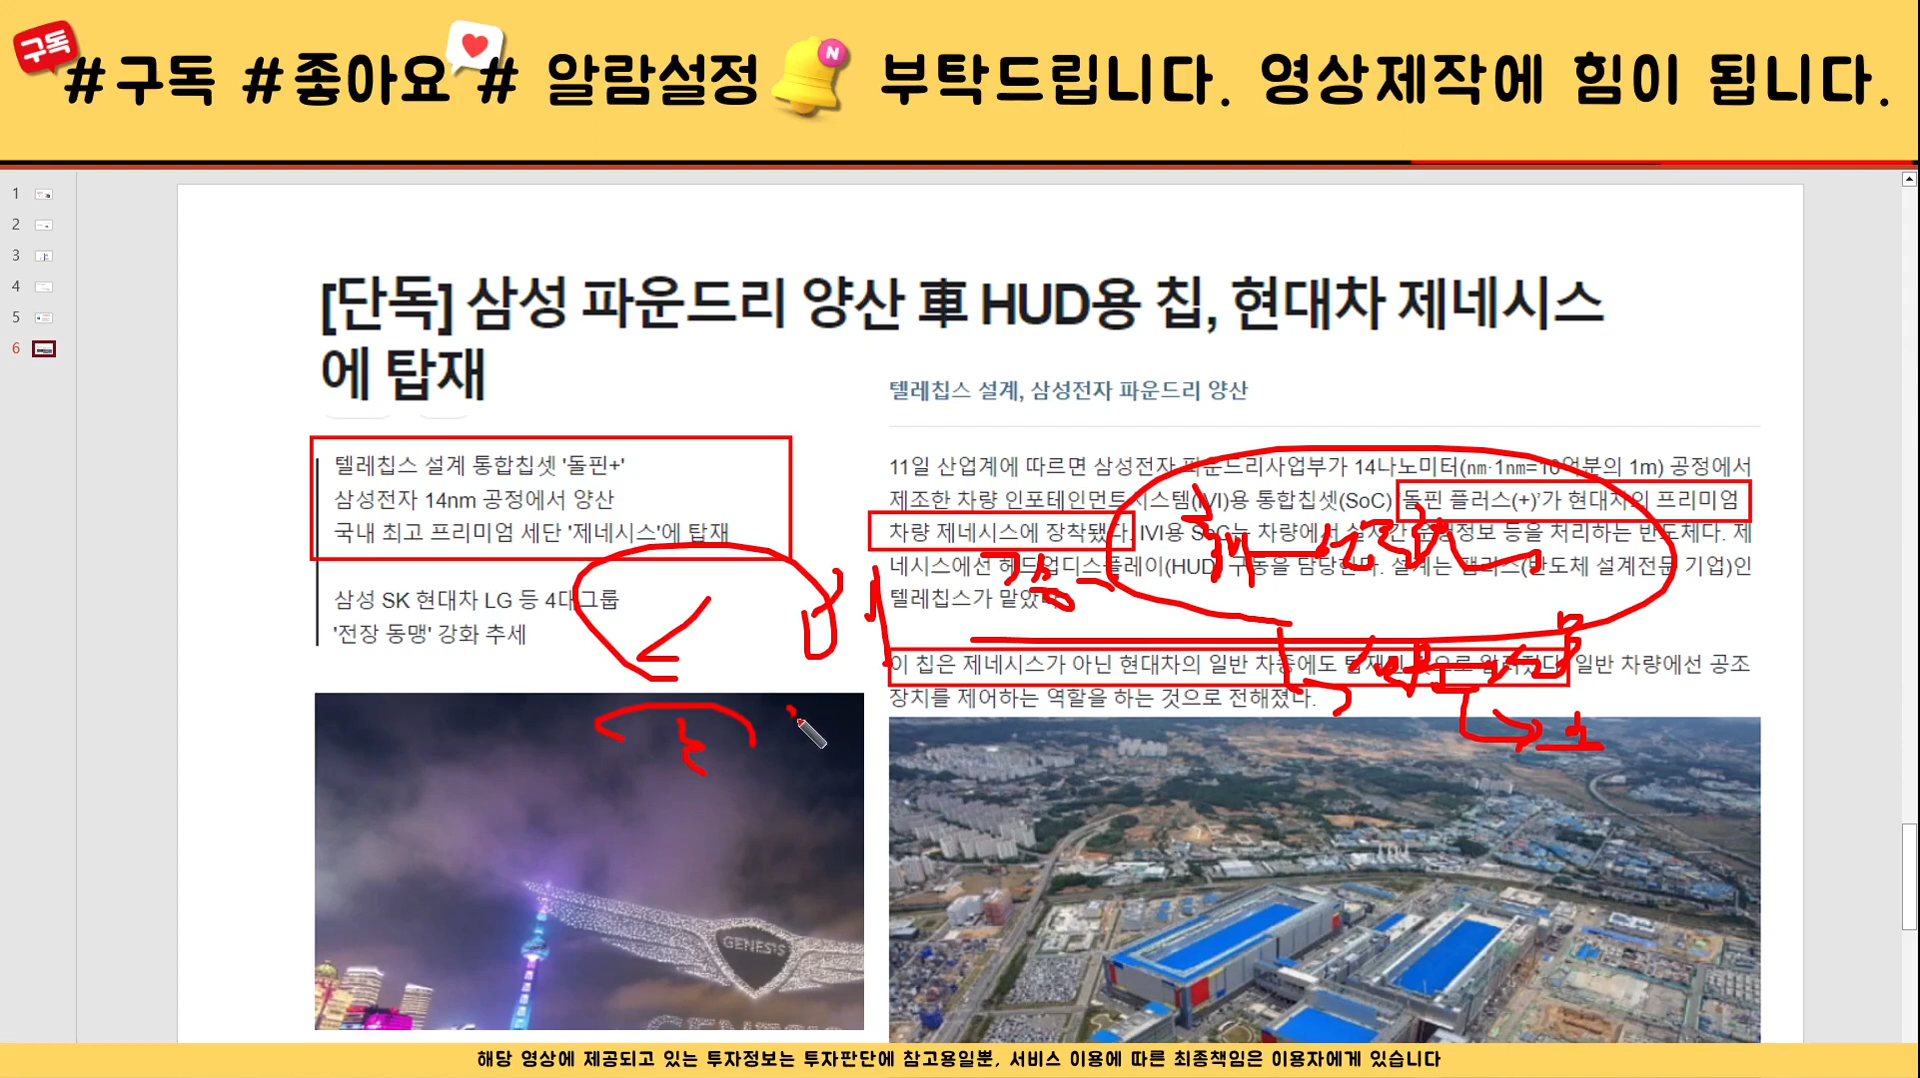 구독
#구독 #좋아요 # 알람설정 부탁드립니다. 영상제작에 힘이 됩니다.
N
1
2
3
4
5
6
[단독] 삼성 파운드리 양산 車 HUD용 칩, 현대차 제네시스
에 탑재
텔레칩스 설계, 삼성전자 파운드리 양산
텔레칩스 설계 통합칩셋 '돌핀+'
삼성전자 14nm 공정에서 양산
국내 최고 프리미엄 세단 '제네시스'에 탑재
삼성 SK 현대차 LG 등 4대그룹
'전장 동맹' 강화 추세
11일 산업계에 따르면 삼성전자 파운드리사업부가 14나노미터(㎚·1㎚=10억분의 1m) 공정에서
제조한 차량 인포테인먼트시스템(IVI)용 통합칩셋(SoC) '돌핀 플러스(+)'가 현대차의 프리미엄
차량 제네시스에 장착됐다. IVI용 SoC는 차량에서 실시간 운행정보 등을 처리하는 반도체다. 제
네시스에선 헤드업디스플레이(HUD) 구동을 담당한다. 설계는 팹리스(반도체 설계전문 기업)인
텔레칩스가 맡았다
이 칩은 제네시스가 아닌 현대차의 일반 차종에도 일반 차량에선 공조
장치를 제어하는 역할을 하는 것으로 전해졌다.
GENESIS
GENESIS
해당 영상에 제공되고 있는 투자정보는 투자판단에 참고용일뿐, 서비스 이용에 따른 최종책임은 이용자에게 있습니다